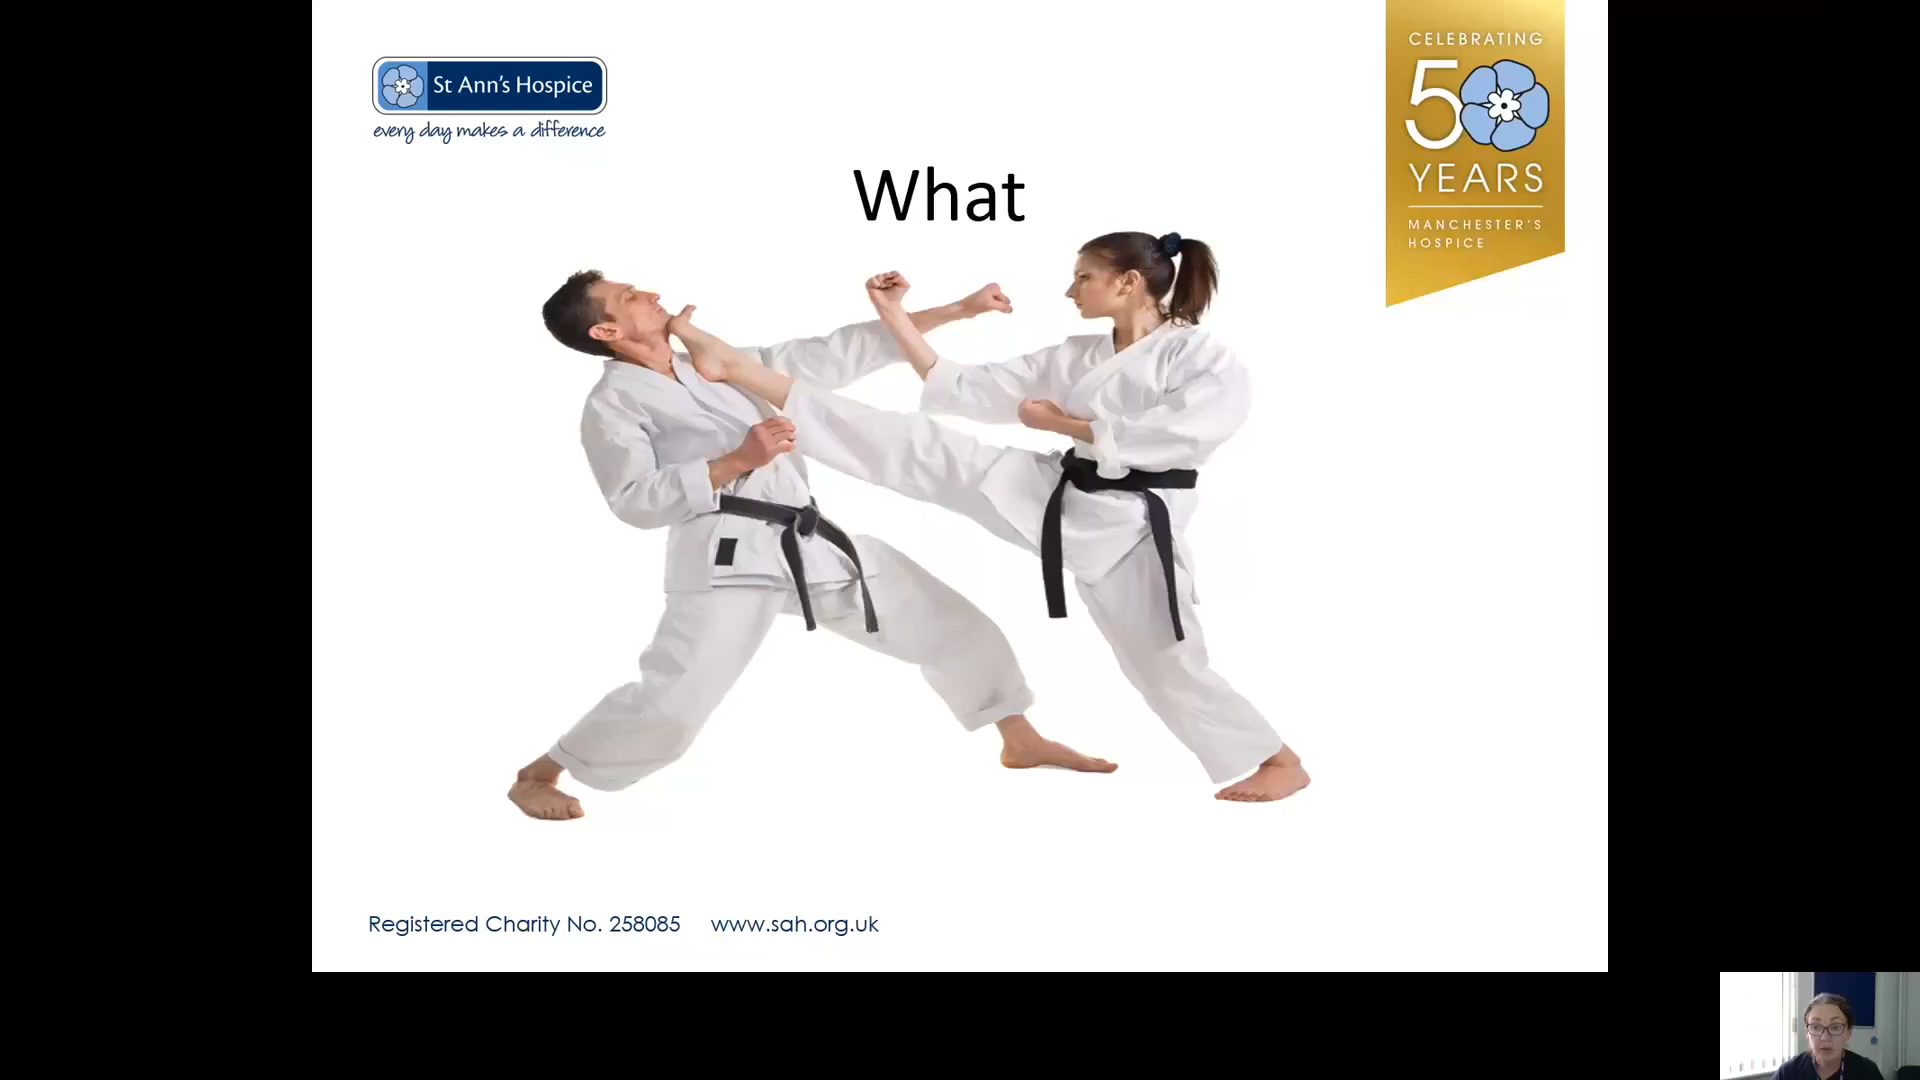 St Ann's Hospice
every day makes a difference
CELEBRATING
50
YEARS
MANCHESTER'S
HOSPICE
What
Registered Charity No. 258085 www.sah.org.uk